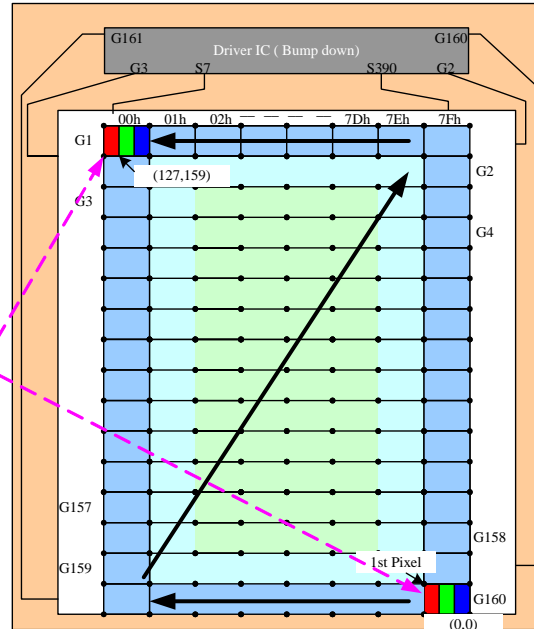 G161 G160
Driver IC ( Bump down)
G3 S7 S390 G2
00h 01h 02h 7Dh 7Eh 7Fh
G1
(127,159)
G2
G3
G4
G157
G158
1st Pixel
G159
G160
(0.0)